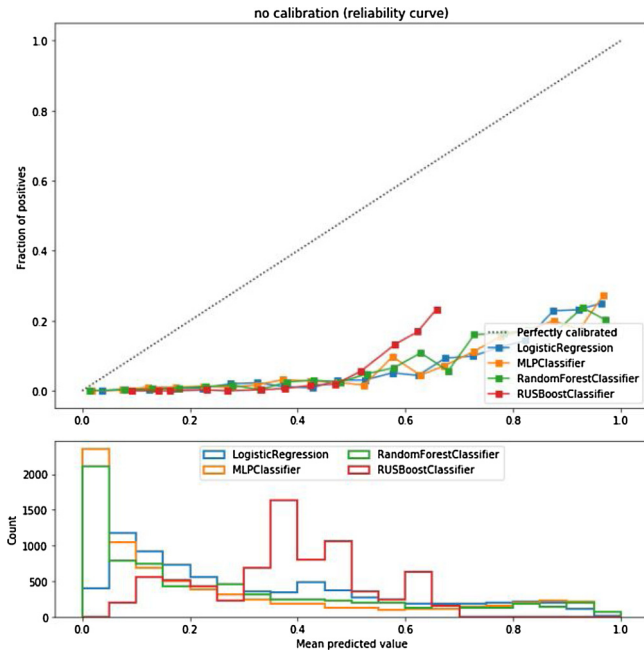 no calibration (reliability curve)
1.0
0.8
0.6
0.4
0.2
0.0
Fraction of positives
Perfectly calibrated
LogisticRegression
MLPClassifier
RandomForestClassifier
RUSBoostClassifier
0.0 0.2 0.4 0.6 0.8 1.0
LogisticRegression RandomForestClassifier
MLPClassifier RUSBoostClassifier
2000
1500
1000
500
0
Count
0.0 0.2 0.4 0.6 0.8 1.0
Mean predicted value